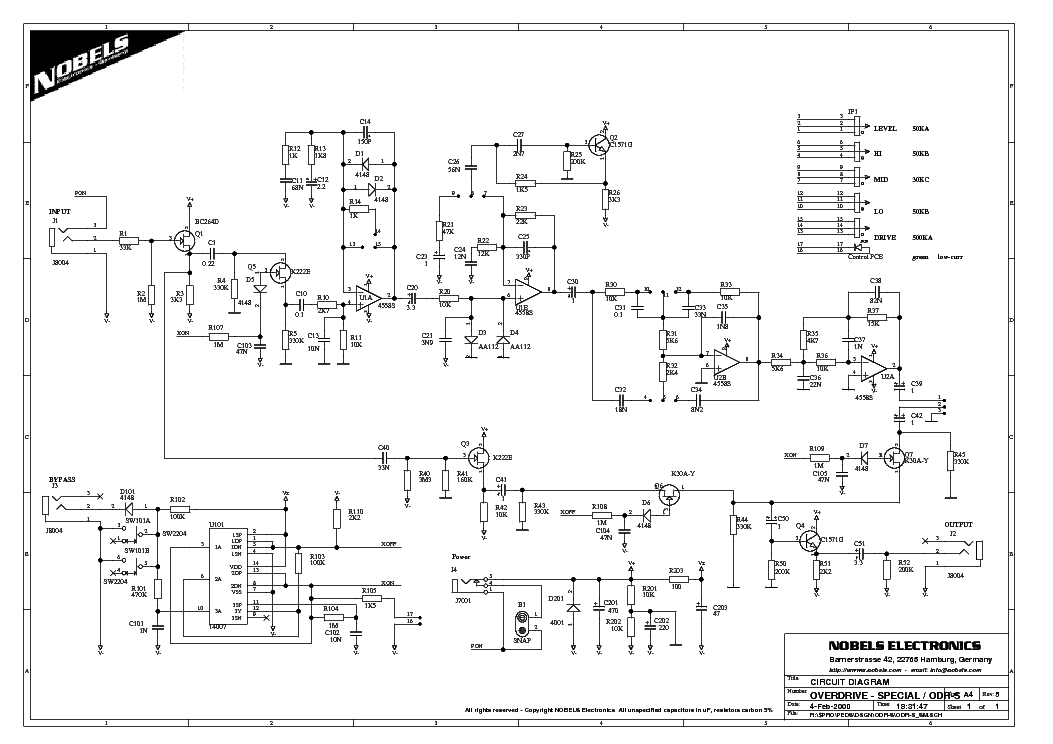 1 2 3 4 5 6
NOBELS
INPUT
J1
J8004
PON
R1
33K
R2
1M
BC264D
Q1
R3
3K3
C1
0.22
R4
330K
Q5
K222E
D5
4148
R107
1M
XON
C103
47N
C10
0.1
R5
330K
R10
2K7
C13
10N
R11
10K
R12
1K
R13
1K8
C11
68N
C12
2.2
C14
150P
D1
4148
D2
4148
R14
1K
U1A
4558S
C20
3.3
R20
C21
3N9
D3
AA112
D4
AA112
R21
47K
C23
1
C24
12N
R22
12K
C26
56N
C27
2N7
R24
1K5
R23
22K
C25
330P
R25
200K
Q2
C1571G
R26
3K3
U1B
4558S
C30
1
R30
10K
C31
0.1
R31
5K6
R32
2K4
C32
18N
C33
33N
R33
10K
C35
1N8
U2B
4558S
C34
8N2
R34
5K6
R35
4K7
C36
22N
R36
10K
C37
1N
C38
82N
R37
15K
U2A
4558S
C39
1
C42
1
JP1
LEVEL 50KA
HI 50KB
MID 30KC
LO 50KB
DRIVE 500KA
Control PCB green low-curr
C40
33N
R40
3M3
R41
160K
Q3
K222E
R42
10K
C41
1
R43
330K
XOFF
R108
1M
C104
47N
D6
4148
Q6
K30A-Y
XON
R109
1M
C105
47N
D7
4148
Q7
K30A-Y
R45
330K
R44
330K
C50
1
R50
200K
Q4
C1571G
R51
2K2
C51
3.3
R52
200K
OUTPUT
J2
J8004
BYPASS
J3
J8004
D101
4148
R102
100K
SW101A
SW2204
SW101B
SW2204
R101
470K
C101
1N
U101
14007
1A
2A
3A
R110
2K2
XOFF
R103
100K
XON
R105
1K5
R104
1M
C102
10N
Power
J4
J7001
B1
SNAP
PON
D201
4001
C201
470
R201
10K
R202
10K
C202
220
R203
100
C203
47
NOBELS ELECTRONICS
Barnerstrasse 42, 22765 Hamburg, Germany
http://www.nobels.com - email: info@nobels.com
Title CIRCUIT DIAGRAM
Number OVERDRIVE - SPECIAL / ODR-S A4 Rev: 5
Date: 4-Feb-2000 Time: 18:31:47 Sheet 1 of 1
File:
All rights reserved - Copyright NOBELS Electronics All unspecified capacitors in uF, resistors carbon 5%
1 2 3 4 5 6